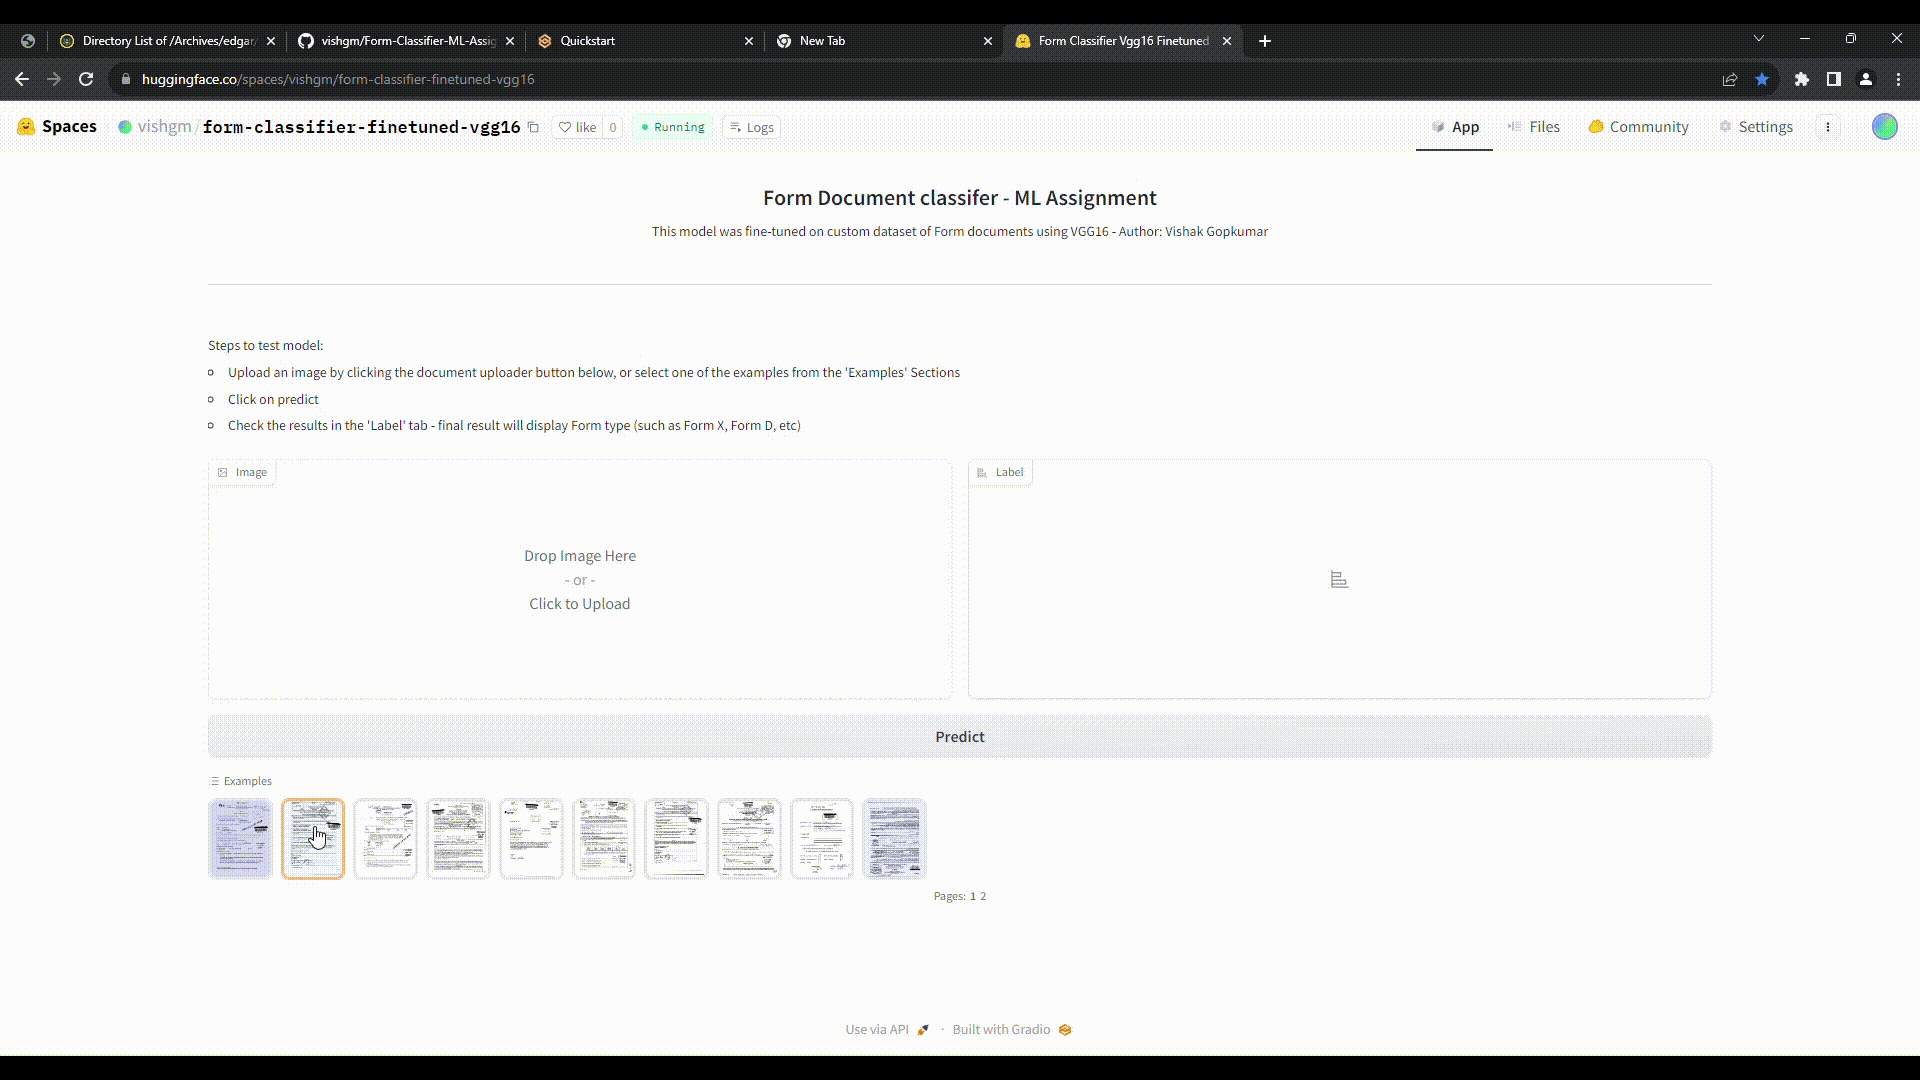 Directory List of /Archives/edgar/
vishgm/Form-Classifier-ML-Assig
Quickstart
New Tab
Form Classifier Vgg16 Finetuned
huggingface.co/spaces/vishgm/form-classifier-finetuned-vgg16
Spaces
vishgm/form-classifier-finetuned-vgg16
like 0
Running
Logs
App
Files
Community
Settings
Form Document classifer - ML Assignment
This model was fine-tuned on custom dataset of Form documents using VGG16 - Author: Vishak Gopkumar
Steps to test model:
Upload an image by clicking the document uploader button below, or select one of the examples from the 'Examples' Sections
Click on predict
Check the results in the 'Label' tab - final result will display Form type (such as Form X, Form D, etc)
Image
Label
Drop Image Here
- or -
Click to Upload
Predict
Examples
Pages: 1 2
Use via API · Built with Gradio